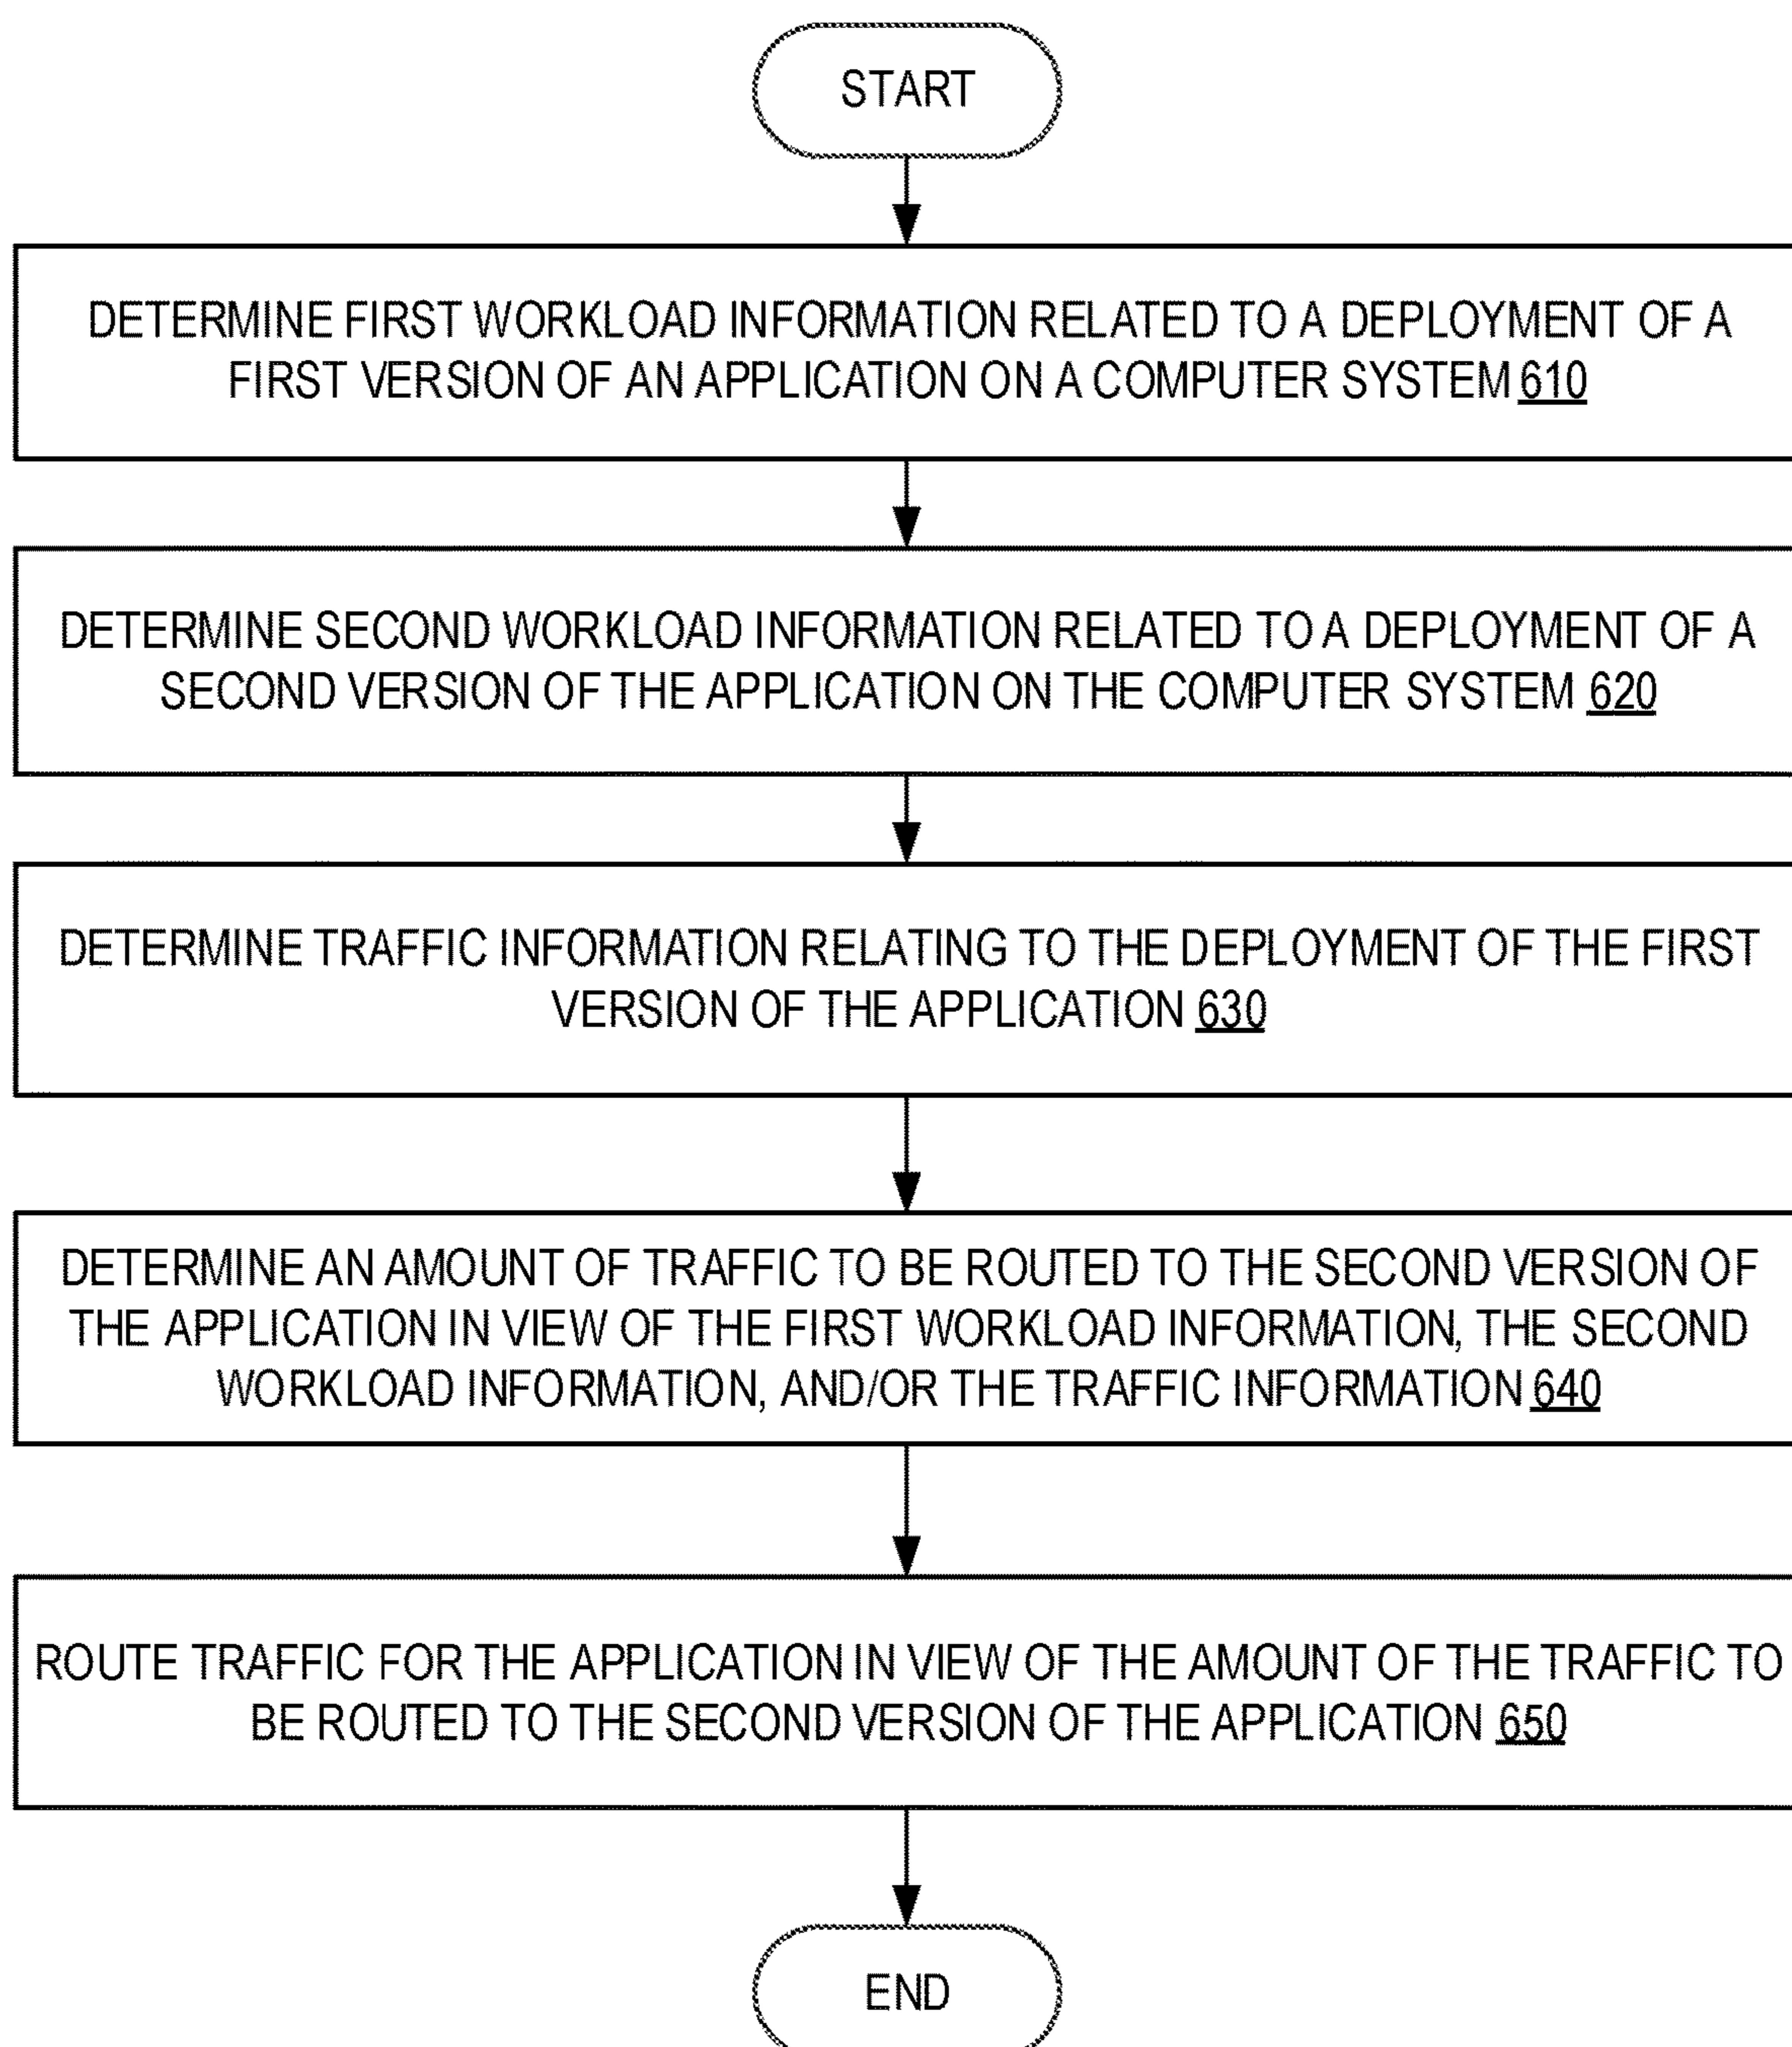 START
DETERMINE FIRST WORKLOAD INFORMATION RELATED TO A DEPLOYMENT OF A
FIRST VERSION OF AN APPLICATION ON A COMPUTER SYSTEM 610
DETERMINE SECOND WORKLOAD INFORMATION RELATED TO A DEPLOYMENT OF A
SECOND VERSION OF THE APPLICATION ON THE COMPUTER SYSTEM 620
DETERMINE TRAFFIC INFORMATION RELATING TO THE DEPLOYMENT OF THE FIRST
VERSION OF THE APPLICATION 630
DETERMINE AN AMOUNT OF TRAFFIC TO BE ROUTED TO THE SECOND VERSION OF
THE APPLICATION IN VIEW OF THE FIRST WORKLOAD INFORMATION, THE SECOND
WORKLOAD INFORMATION, AND/OR THE TRAFFIC INFORMATION 640
ROUTE TRAFFIC FOR THE APPLICATION IN VIEW OF THE AMOUNT OF THE TRAFFIC TO
BE ROUTED TO THE SECOND VERSION OF THE APPLICATION 650
END